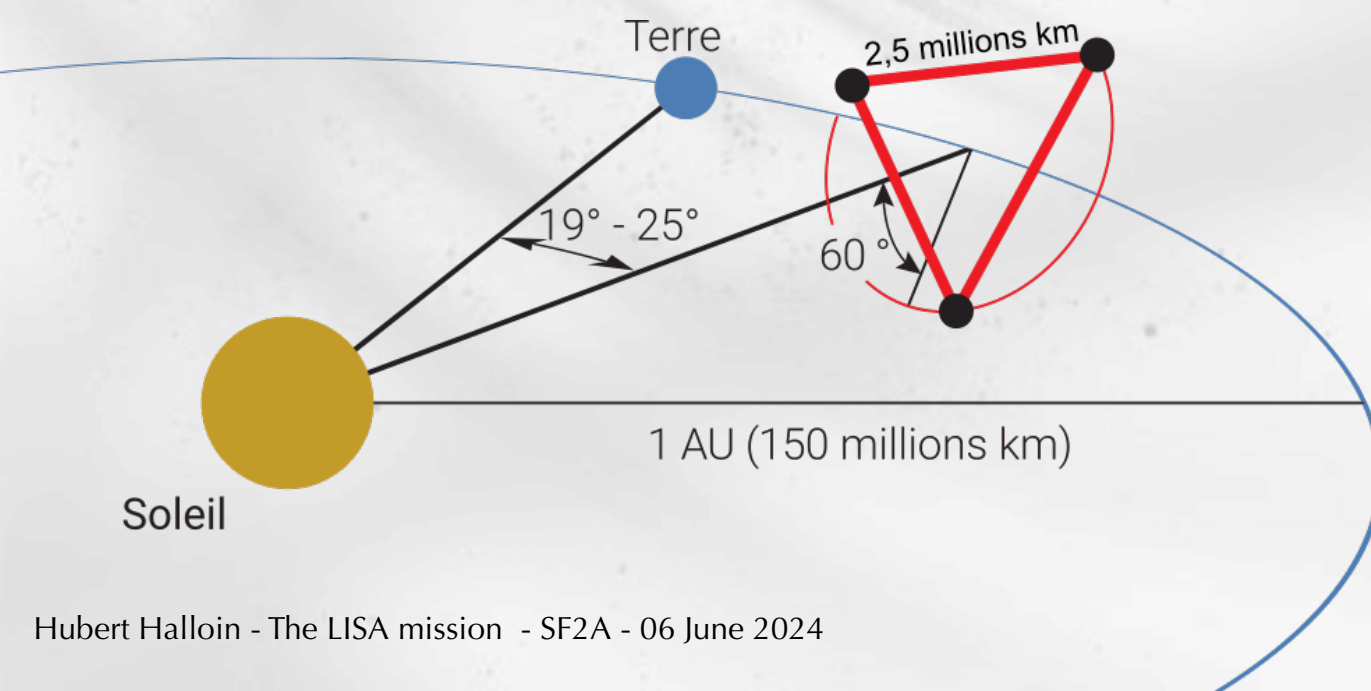 Terre
2,5 millions km
19° - 25°
60 °
1 AU (150 millions km)
Soleil
Hubert Halloin - The LISA mission - SF2A - 06 June 2024